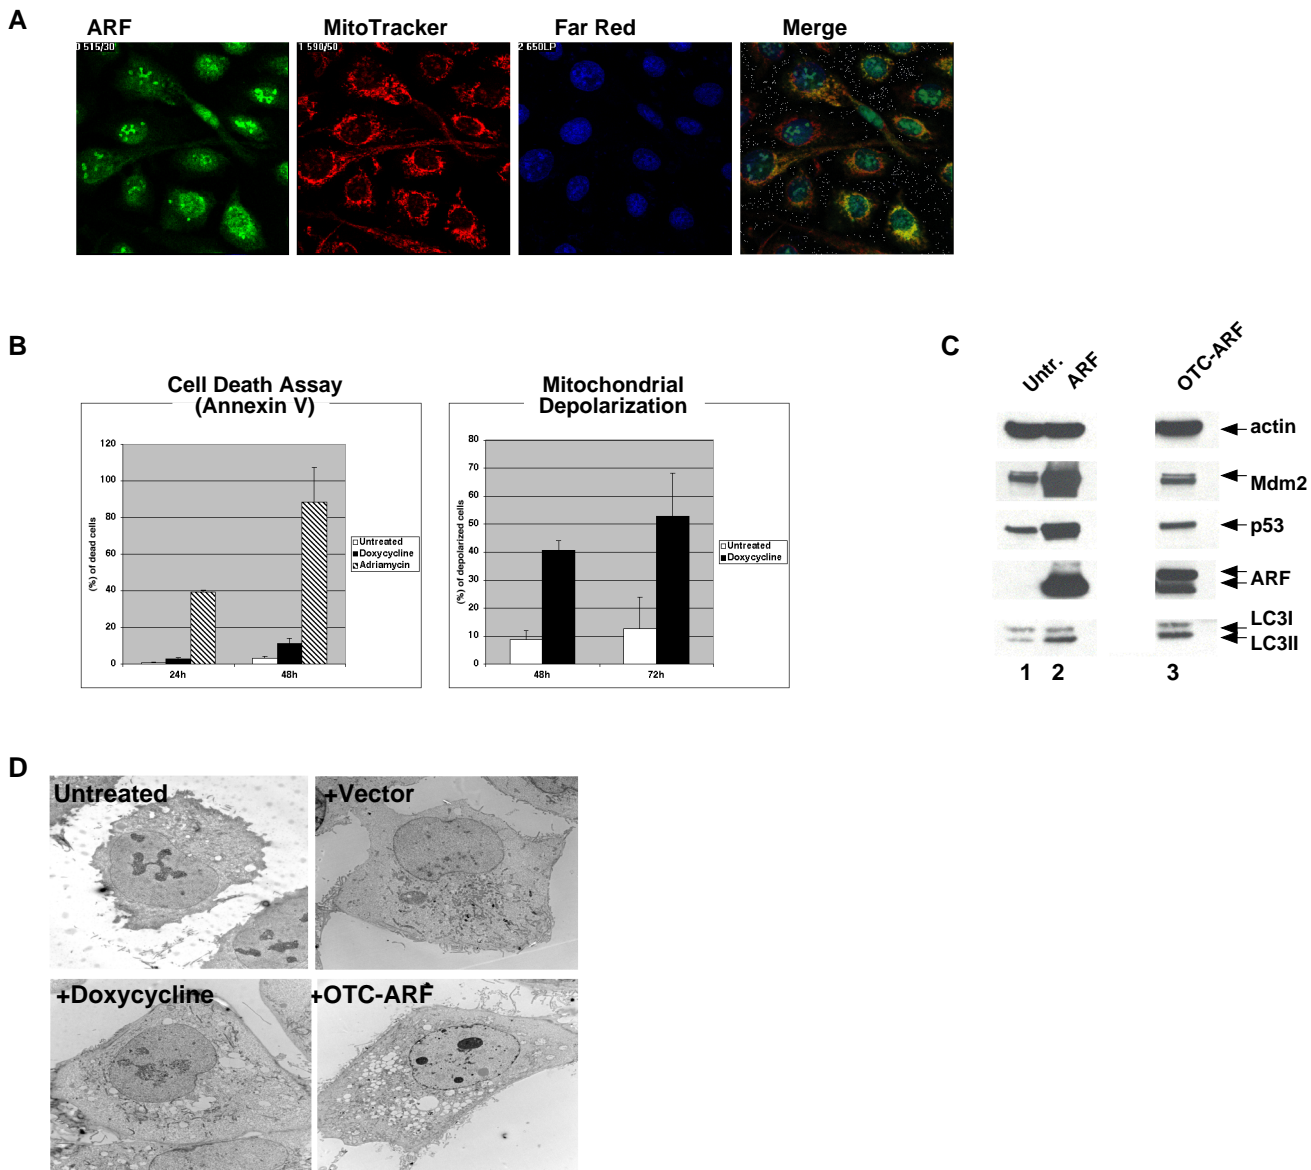 A
ARF
MitoTracker
Far Red
Merge
0 515/30
1 590/50
2 650LP
B
Cell Death Assay
(Annexin V)
120
100
80
60
40
20
0
(%) of dead cells
24h
48h
Untreated
Doxycycline
Adriamycin
Mitochondrial
Depolarization
80
70
60
50
40
30
20
10
0
(%) of depolarized cells
48h
72h
Untreated
Doxycycline
C
Untr.
ARF
OTC-ARF
actin
Mdm2
p53
ARF
LC3I
LC3II
1 2 3
D
Untreated
+Vector
+Doxycycline
+OTC-ARF